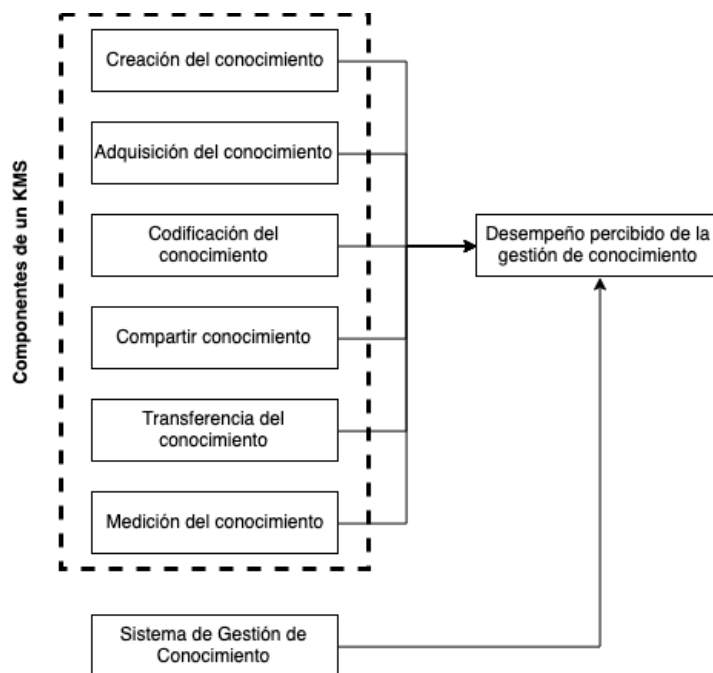 Componentes de un KMS
Creación del conocimiento
Adquisición del conocimiento
Codificación del
conocimiento
Compartir conocimiento
Transferencia del
conocimiento
Medición del conocimiento
Desempeño percibido de la
gestión de conocimiento
Sistema de Gestión de
Conocimiento